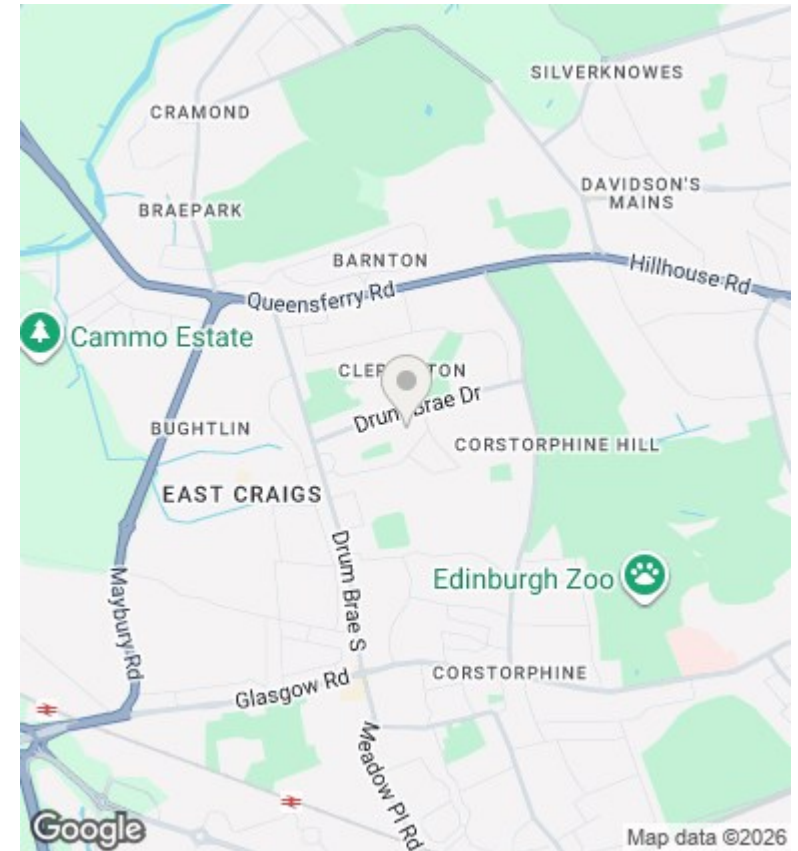 SILVERKNOWES
CRAMOND
DAVIDSON'S
MAINS
BRAEPARK
BARNTON
Hillhouse Rd
Queensferry Rd
Cammo Estate
Drum Brae Dr
BUGHTLIN
CORSTORPHINE HILL
EAST CRAIGS
Drum Brae S
Edinburgh Zoo
Maybury Rd
CORSTORPHINE
Glasgow Rd
Meadow Pl Rd
Google
Map data ©2026